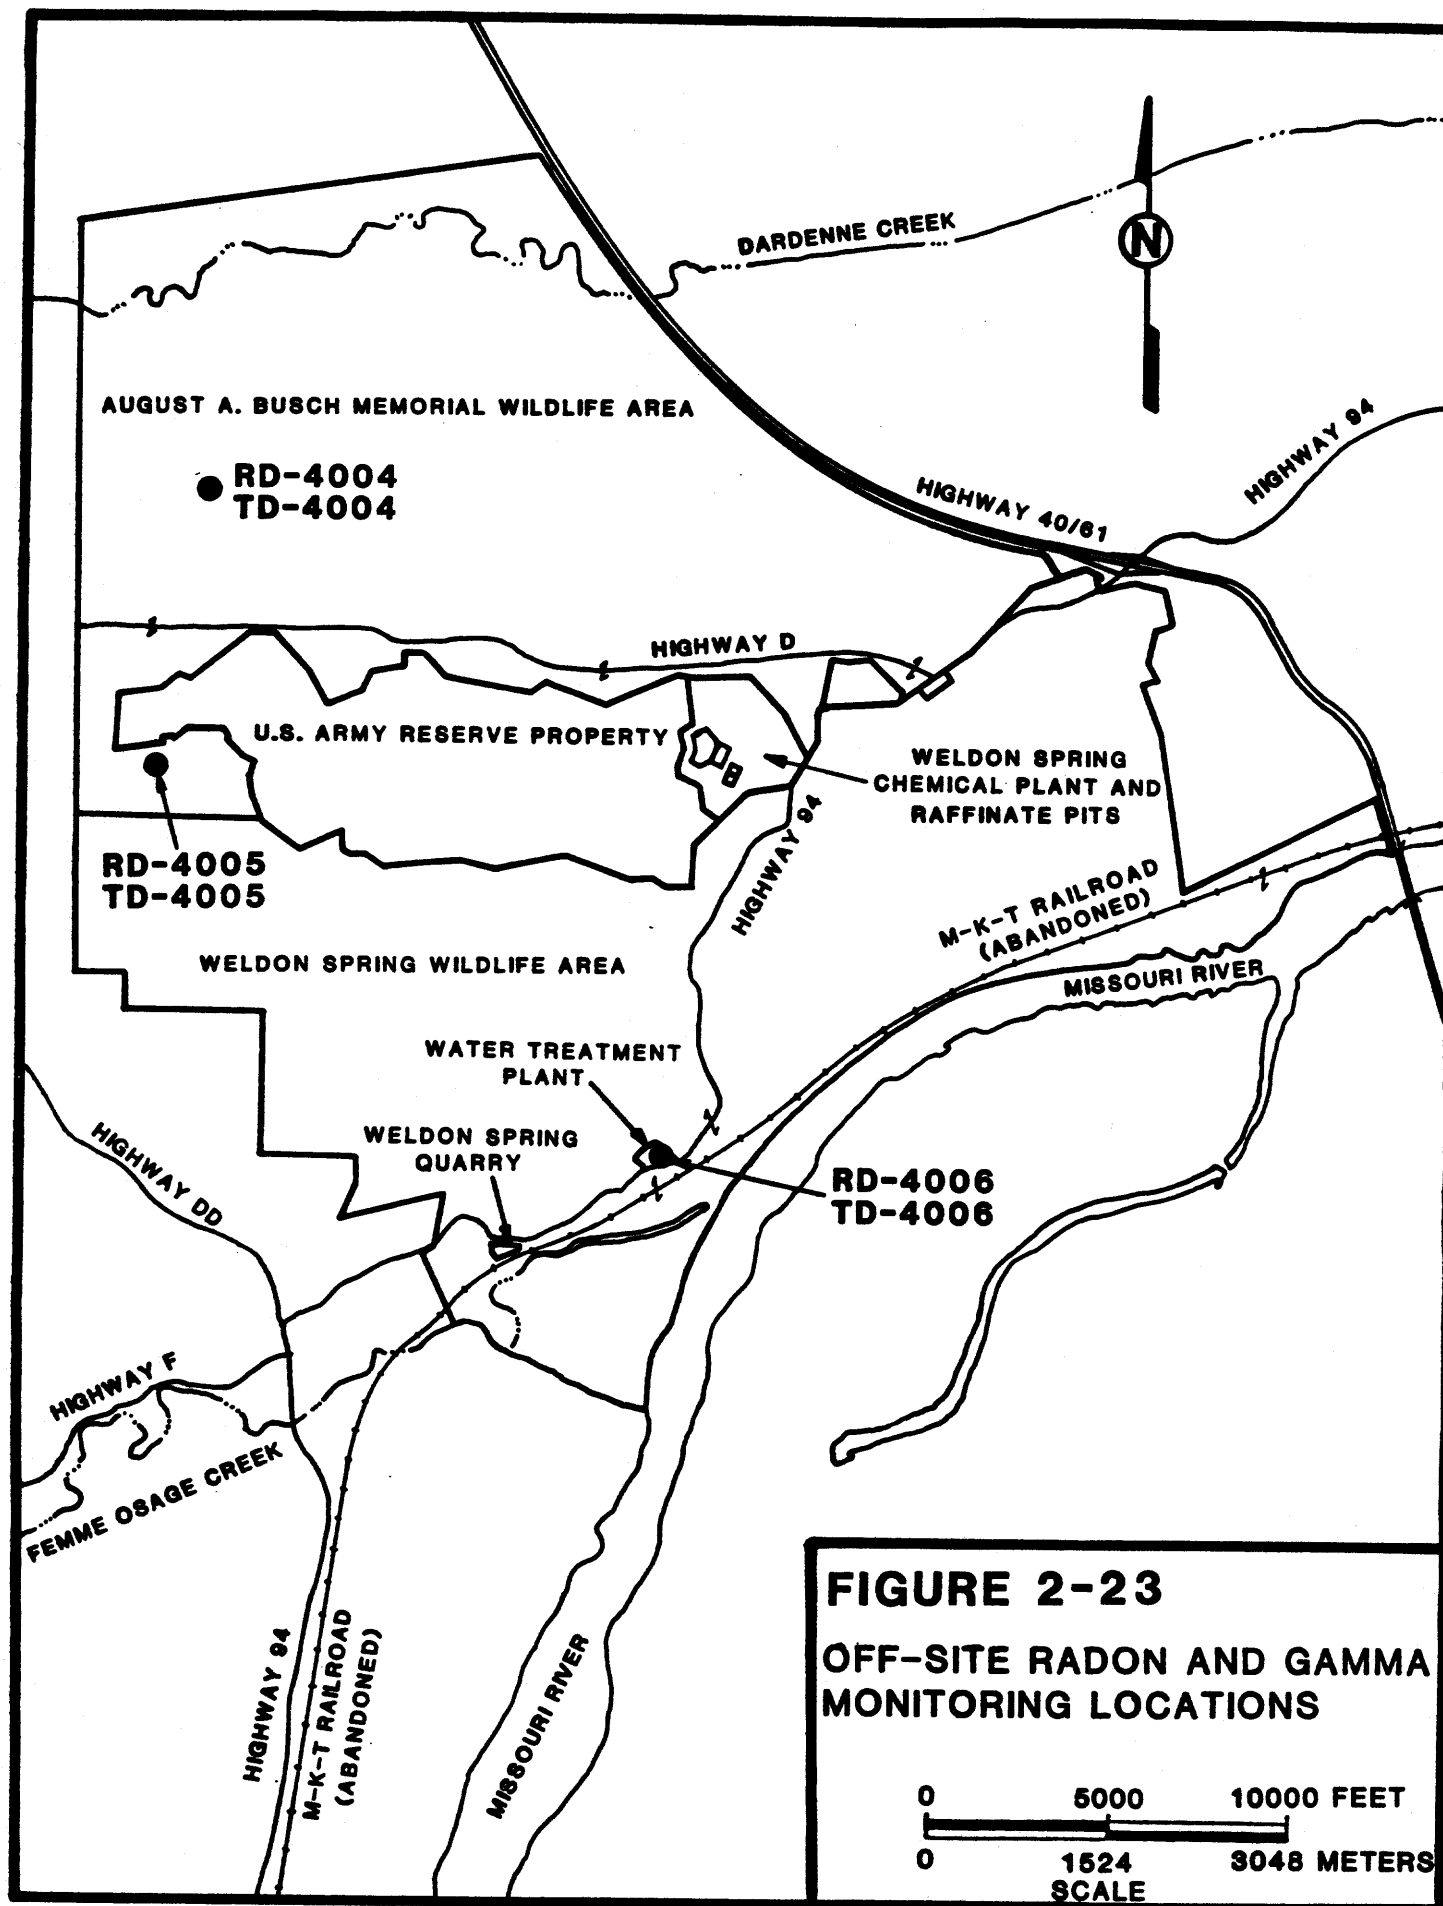 DARDENNE CREEK
N
AUGUST A. BUSCH MEMORIAL WILDLIFE AREA
RD-4004
TD-4004
HIGHWAY 94
HIGHWAY 40/61
HIGHWAY D
U.S. ARMY RESERVE PROPERTY
WELDON SPRING
CHEMICAL PLANT AND
RAFFINATE PITS
RD-4005
TD-4005
HIGHWAY 94
M-K-T RAILROAD
(ABANDONED)
WELDON SPRING WILDLIFE AREA
MISSOURI RIVER
WATER TREATMENT
PLANT
WELDON SPRING
QUARRY
HIGHWAY DD
RD-4006
TD-4006
HIGHWAY F
FEMME OSAGE CREEK
HIGHWAY 94
M-K-T RAILROAD
(ABANDONED)
MISSOURI RIVER
FIGURE 2-23
OFF-SITE RADON AND GAMMA
MONITORING LOCATIONS
0 5000 10000 FEET
0 1524 3048 METERS
SCALE